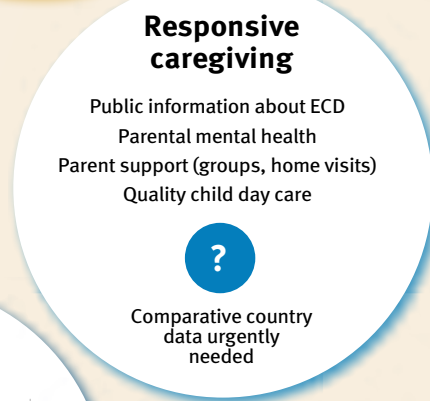 Responsive
caregiving
Public information about ECD
Parental mental health
Parent support (groups, home visits)
Quality child day care
?
Comparative country
data urgently
needed